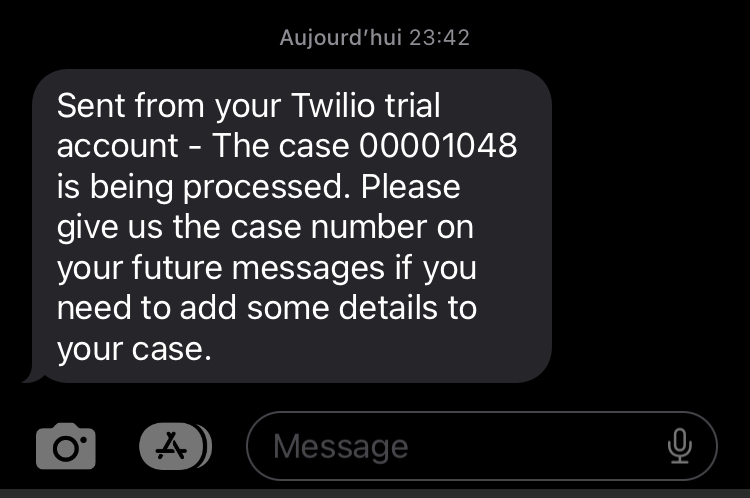 Aujourd’hui 23:42
Sent from your Twilio trial
account - The case 00001048
is being processed. Please
give us the case number on
your future messages if you
need to add some details to
your case.
Message